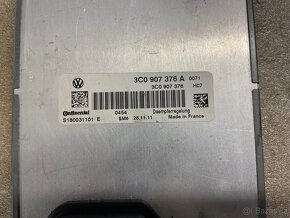 3C0 907 376 A 0071
3C0 907 376 H07
Continental 0454 Daempferregelung
S180031101 E SM6 28.11.11 Made in France